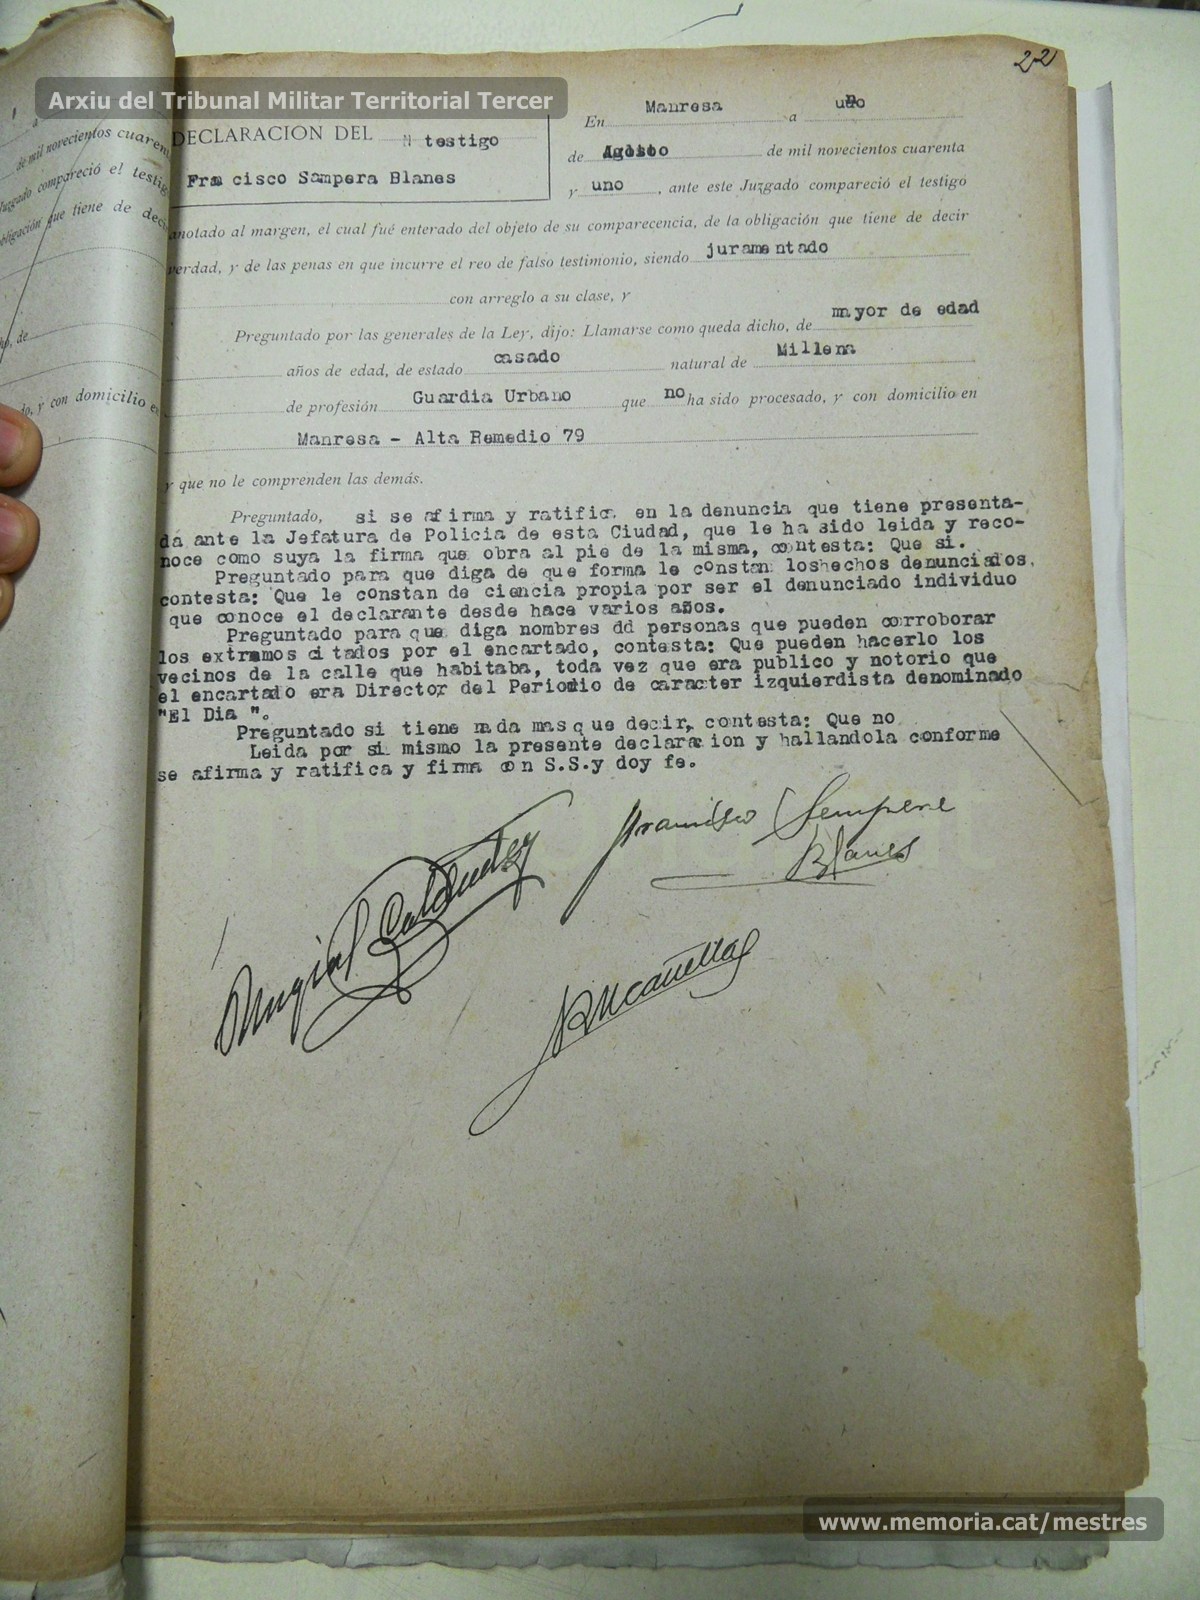 22
Arxiu del Tribunal Militar Territorial Tercer
DECLARACION DEL testigo
Fra cisco Sampera Blanes
En Manresa a uno
de Agosto de mil novecientos cuarenta
y uno, ante este Juzgado compareció el testigo
anotado al margen, el cual fué enterado del objeto de su comparecencia, de la obligación que tiene de decir
verdad, y de las penas en que incurre el reo de falso testimonio, siendo juramentado
con arreglo a su clase, y
Preguntado por las generales de la Ley, dijo: Llamarse como queda dicho, de mayor de edad
años de edad, de estado casado natural de Millena
de profesión Guardia Urbano que no ha sido procesado, y con domicilio en
Manresa - Alta Remedio 79
y que no le comprenden las demás.
Preguntado, si se afirma y ratifica en la denuncia que tiene presenta-
da ante la Jefatura de Policia de esta Ciudad, que le ha sido leida y reco-
noce como suya la firma que obra al pie de la misma, contesta: Que si.
Preguntado para que diga de que forma le constan loshechos denunciados,
contesta: Que le constan de ciencia propia por ser el denunciado individuo
que conoce el declarante desde hace varios años.
Preguntado para que diga nombres dd personas que pueden corroborar
los extremos citados por el encartado, contesta: Que pueden hacerlo los
vecinos de la calle que habitaba, toda vez que era publico y notorio que
el encartado era Director del Periodio de caracter izquierdista denominado
"El Dia ".
Preguntado si tiene nada mas que decir, contesta: Que no
Leida por si mismo la presente declaracion y hallandola conforme
se afirma y ratifica y firma con S.S.y doy fe.
Francisco Sempere
Blanes
www.memoria.cat/mestres